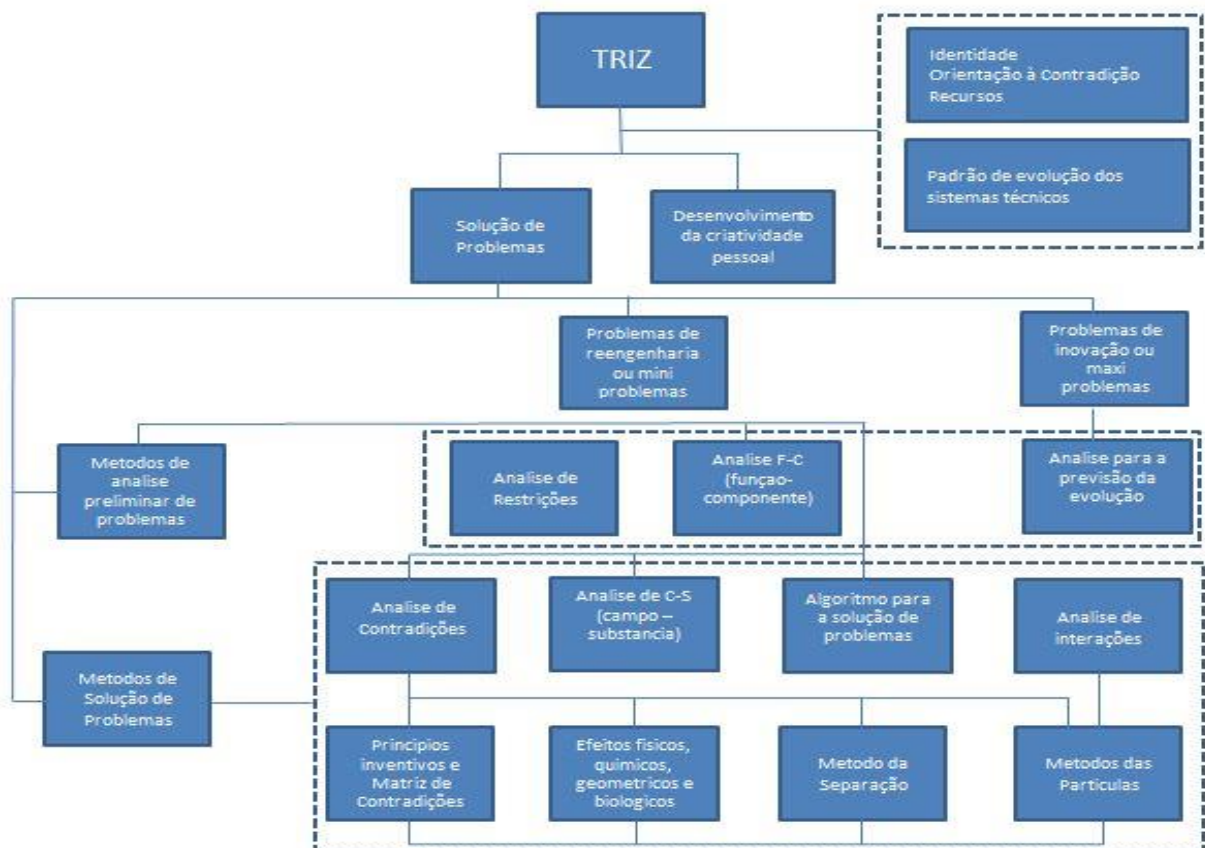 TRIZ
Identidade
Orientação à Contradição
Recursos
Padrão de evolução dos
sistemas técnicos
Solução de
Problemas
Desenvolvimento
da criatividade
pessoal
Problemas de
reengenharia
ou mini
problemas
Problemas de
inovação ou
maxi
problemas
Metodos de
analise
preliminar de
problemas
Analise de
Restrições
Analise F-C
(funçao-
componente)
Analise para a
previsão da
evolução
Analise de
Contradições
Analise de C-S
(campo –
substancia)
Algoritmo para
a solução de
problemas
Analise de
interações
Metodos de
Solução de
Problemas
Principios
inventivos e
Matriz de
Contradições
Efeitos fisicos,
quimicos,
geometricos e
biologicos
Metodo da
Separação
Metodos das
Particulas